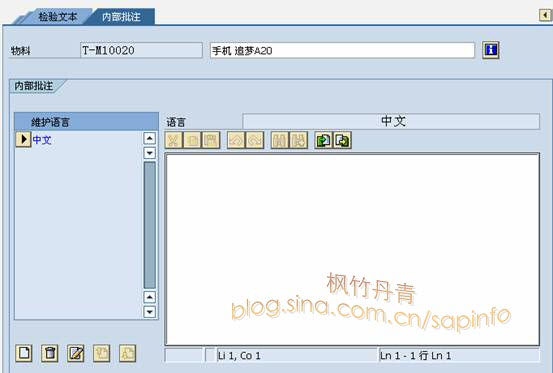 检验文本 内部批注
物料 T-M10020 手机 追梦A20
内部批注
维护语言 语言 中文
中文
枫竹丹青
blog.sina.com.cn/sapinfo
Li 1, Co 1 Ln 1 - 1 行 Ln 1